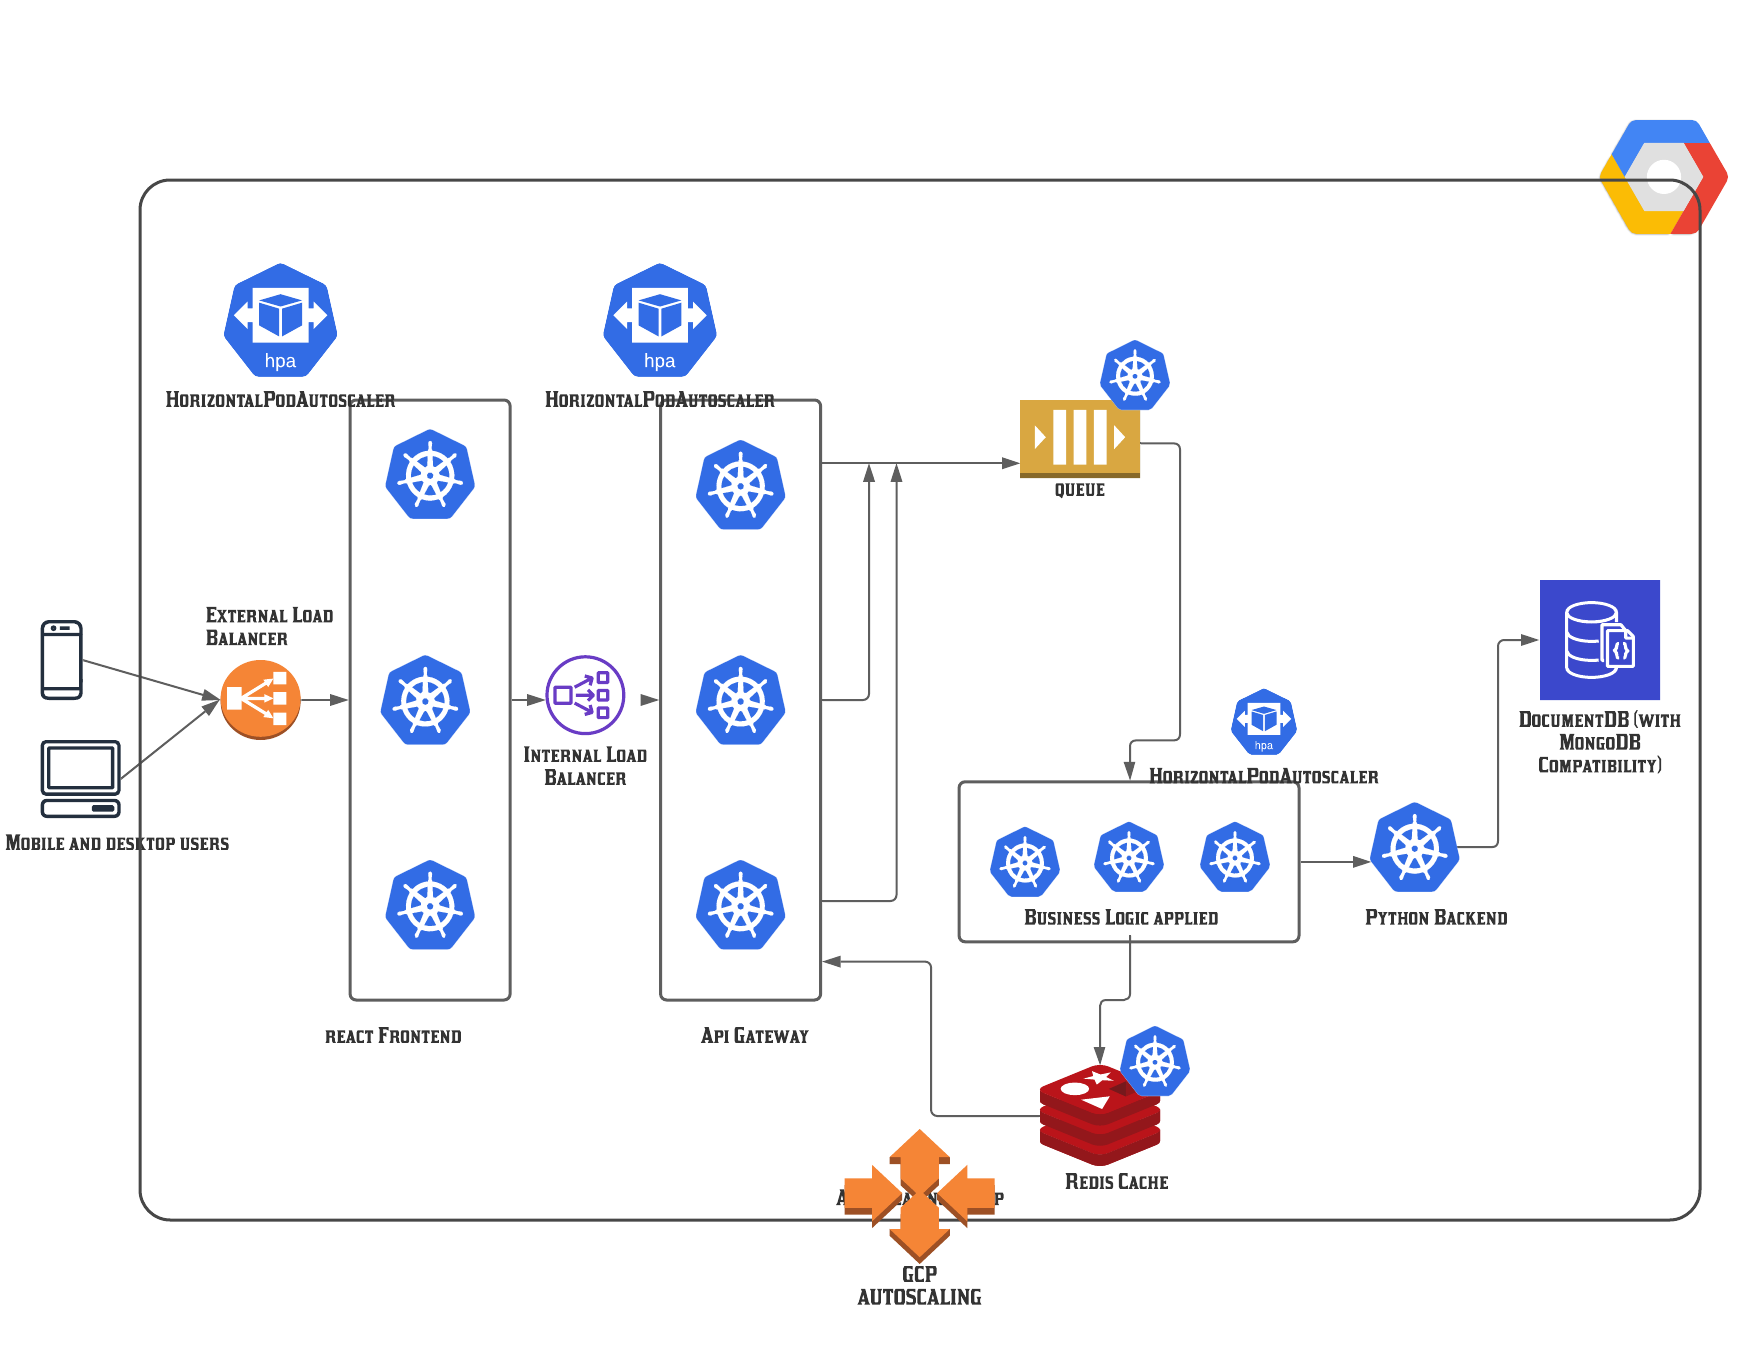 hpa
HorizontalPodAutoscaler
hpa
HorizontalPodAutoscaler
queue
External Load
Balancer
Mobile and desktop users
Internal Load
Balancer
hpa
HorizontalPodAutoscaler
DocumentDB (with
MongoDB
Compatibility)
Business Logic applied
Python Backend
react Frontend
Api Gateway
Redis Cache
GCP
AUTOSCALING